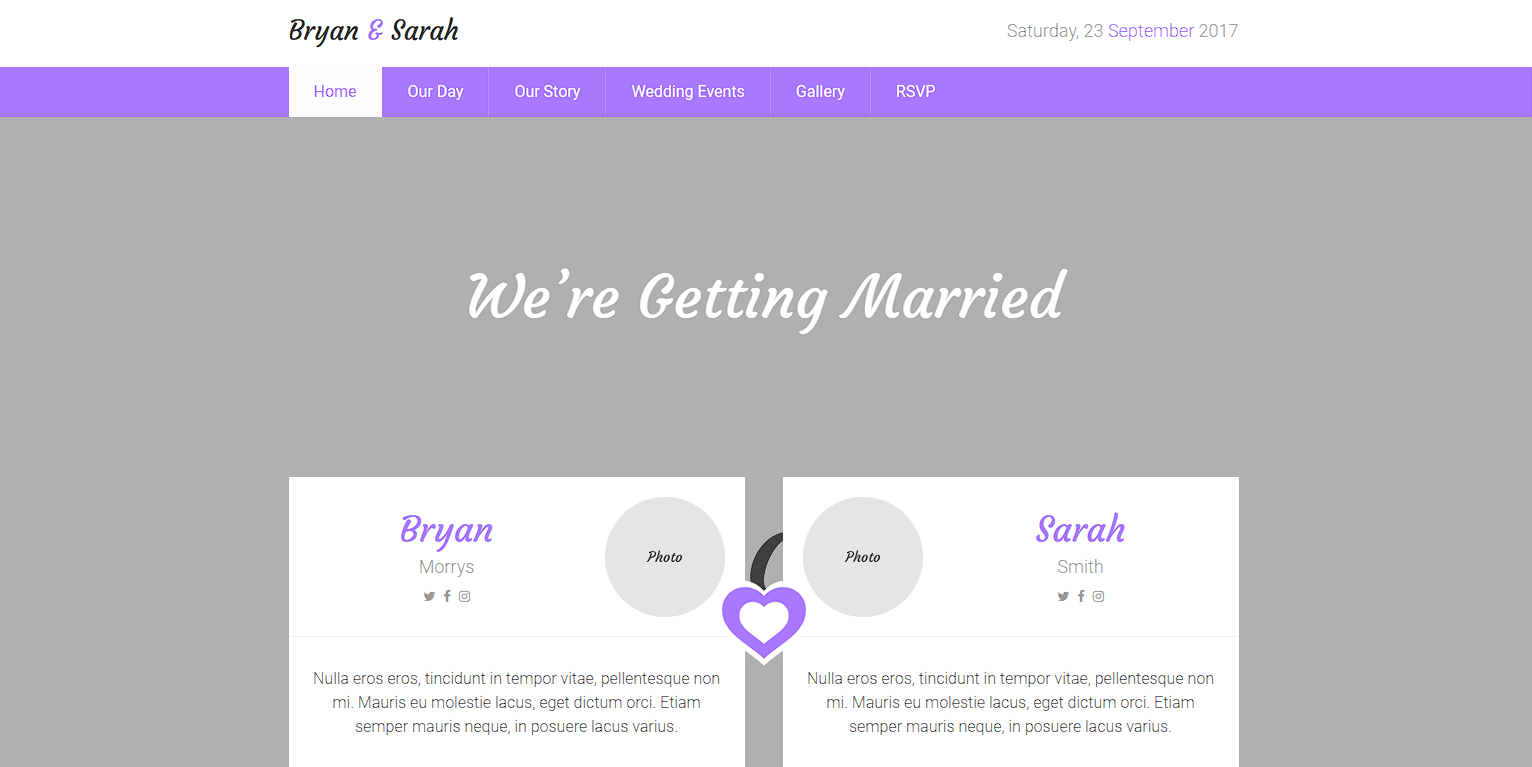 Bryan & Sarah
Saturday, 23 September 2017
Home
Our Day
Our Story
Wedding Events
Gallery
RSVP
We’re Getting Married
Bryan
Morrys
Photo
Photo
Sarah
Smith
Nulla eros eros, tincidunt in tempor vitae, pellentesque non
mi. Mauris eu molestie lacus, eget dictum orci. Etiam
semper mauris neque, in posuere lacus varius.
Nulla eros eros, tincidunt in tempor vitae, pellentesque non
mi. Mauris eu molestie lacus, eget dictum orci. Etiam
semper mauris neque, in posuere lacus varius.